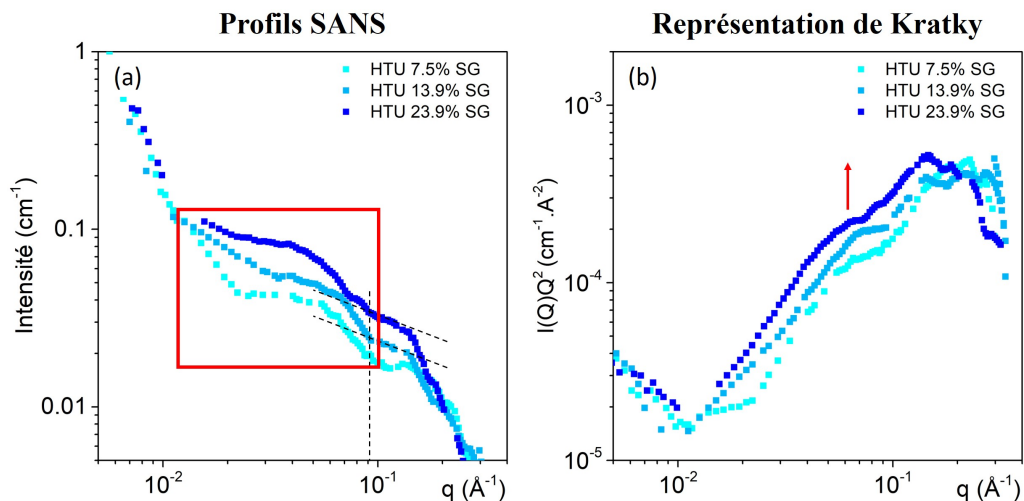 Profils SANS
(a)
HTU 7.5% SG
HTU 13.9% SG
HTU 23.9% SG
Intensité (cm⁻¹)
1
0.1
0.01
10⁻²
10⁻¹
q (Å⁻¹)
Représentation de Kratky
(b)
HTU 7.5% SG
HTU 13.9% SG
HTU 23.9% SG
I(Q)Q² (cm⁻¹.A⁻²)
10⁻³
10⁻⁴
10⁻⁵
10⁻²
10⁻¹
q (Å⁻¹)